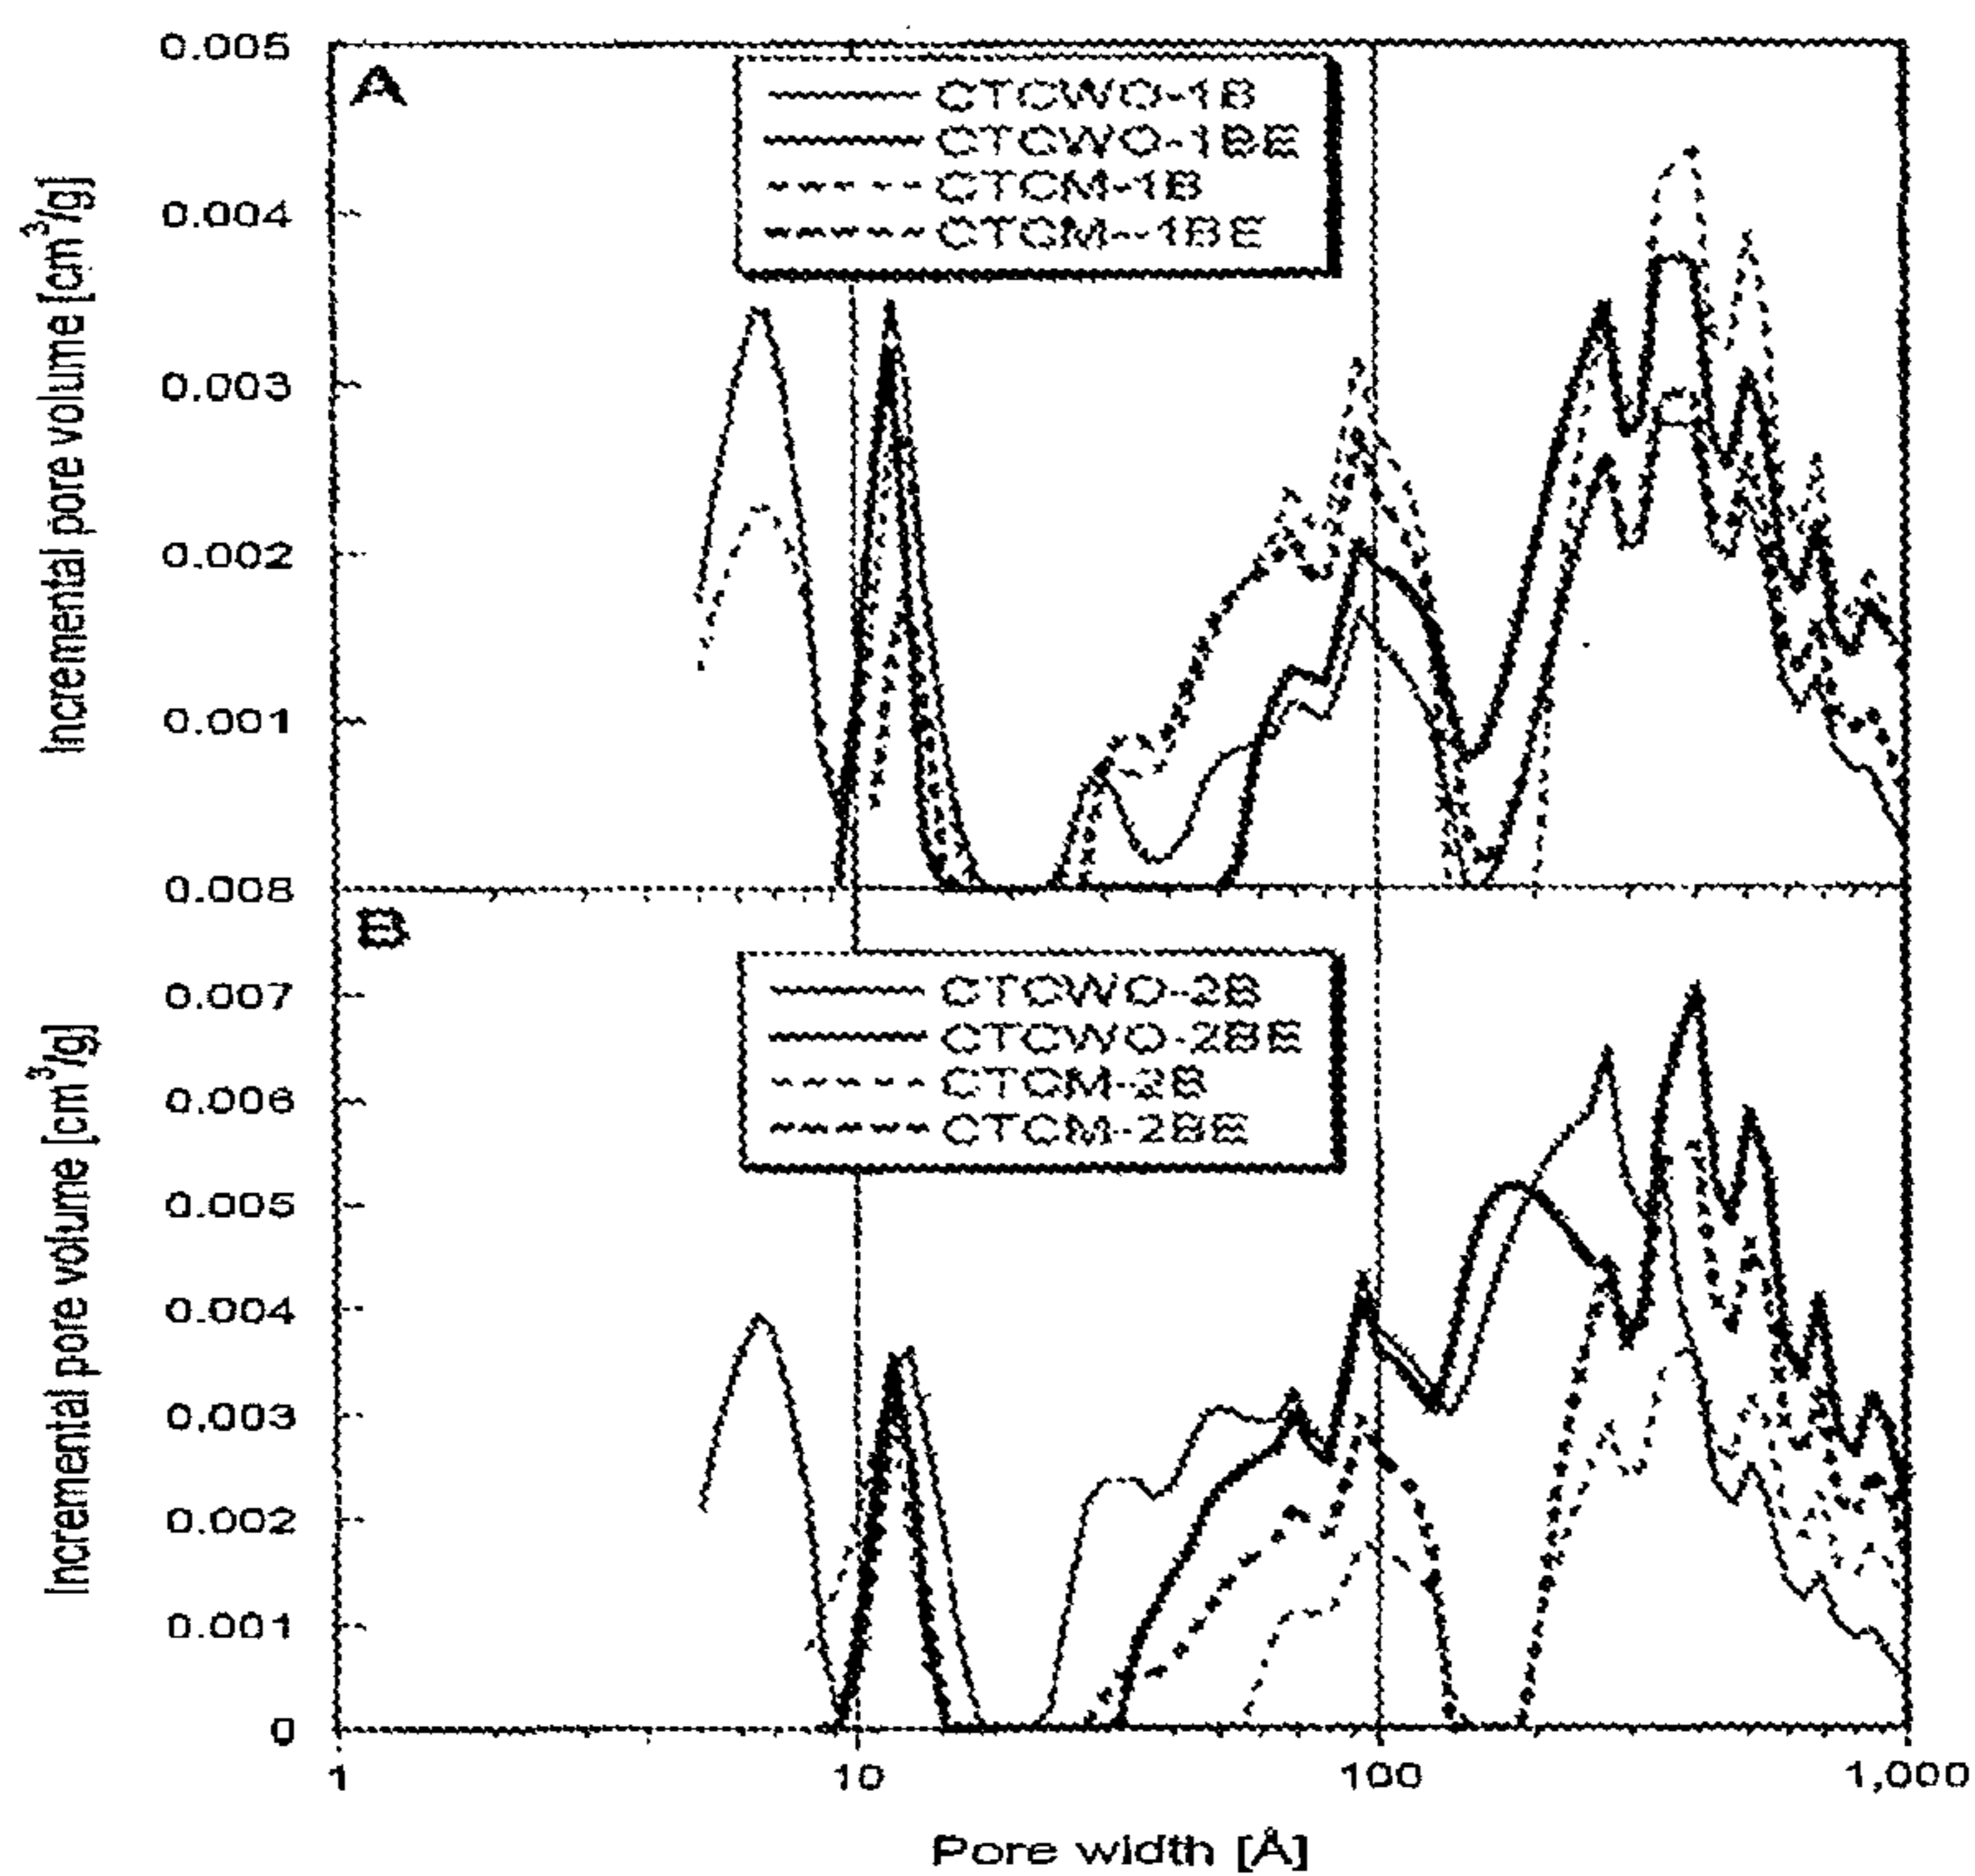 0.005
A
CTCWO-1B
CTCWO-1BE
CTCM-1B
CTCM--1BE
0.004
0.003
0.002
0.001
Incremental pore volume [cm³/g]
0.008
B
CTCWO-2B
CTCWO-2BE
CTCM-2B
CTCM-2BE
0.007
0.006
0.005
0.004
0.003
0.002
0.001
0
Incremental pore volume [cm³/g]
1 10 100 1,000
Pore width [Å]